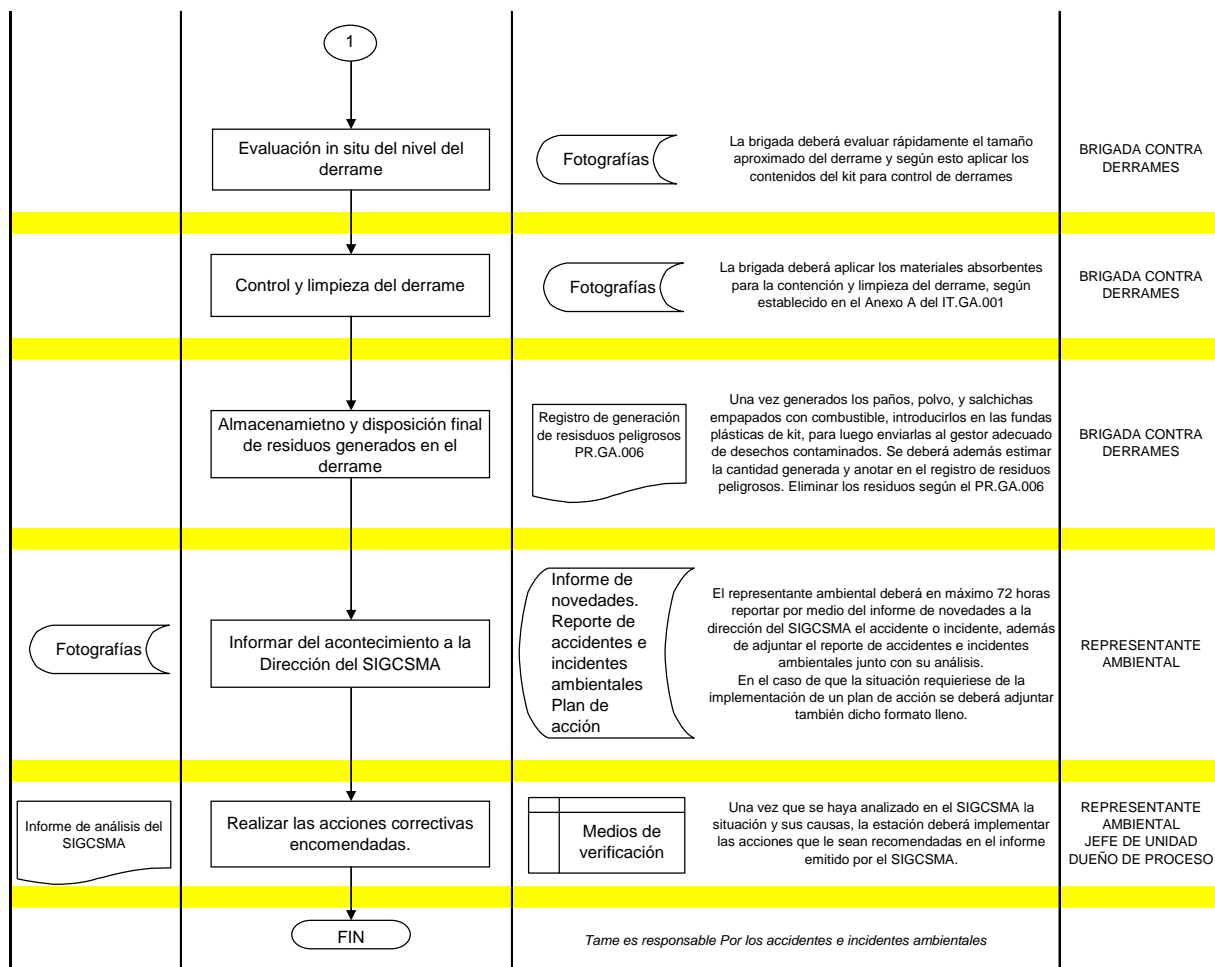 1
Evaluación in situ del nivel del
derrame
Fotografías
La brigada deberá evaluar rápidamente el tamaño
aproximado del derrame y según esto aplicar los
contenidos del kit para control de derrames
BRIGADA CONTRA
DERRAMES
Control y limpieza del derrame
Fotografías
La brigada deberá aplicar los materiales absorbentes
para la contención y limpieza del derrame, según
establecido en el Anexo A del IT.GA.001
BRIGADA CONTRA
DERRAMES
Almacenamietno y disposición final
de residuos generados en el
derrame
Registro de generación
de resisduos peligrosos
PR.GA.006
Una vez generados los paños, polvo, y salchichas
empapados con combustible, introducirlos en las fundas
plásticas de kit, para luego enviarlas al gestor adecuado
de desechos contaminados. Se deberá además estimar
la cantidad generada y anotar en el registro de residuos
peligrosos. Eliminar los residuos según el PR.GA.006
BRIGADA CONTRA
DERRAMES
Fotografías
Informar del acontecimiento a la
Dirección del SIGCSMA
Informe de
novedades.
Reporte de
accidentes e
incidentes
ambientales
Plan de
acción
El representante ambiental deberá en máximo 72 horas
reportar por medio del informe de novedades a la
dirección del SIGCSMA el accidente o incidente, además
de adjuntar el reporte de accidentes e incidentes
ambientales junto con su análisis.
En el caso de que la situación requieriese de la
implementación de un plan de acción se deberá adjuntar
también dicho formato lleno.
REPRESENTANTE
AMBIENTAL
Informe de análisis del
SIGCSMA
Realizar las acciones correctivas
encomendadas.
Medios de
verificación
Una vez que se haya analizado en el SIGCSMA la
situación y sus causas, la estación deberá implementar
las acciones que le sean recomendadas en el informe
emitido por el SIGCSMA.
REPRESENTANTE
AMBIENTAL
JEFE DE UNIDAD
DUEÑO DE PROCESO
FIN
Tame es responsable Por los accidentes e incidentes ambientales